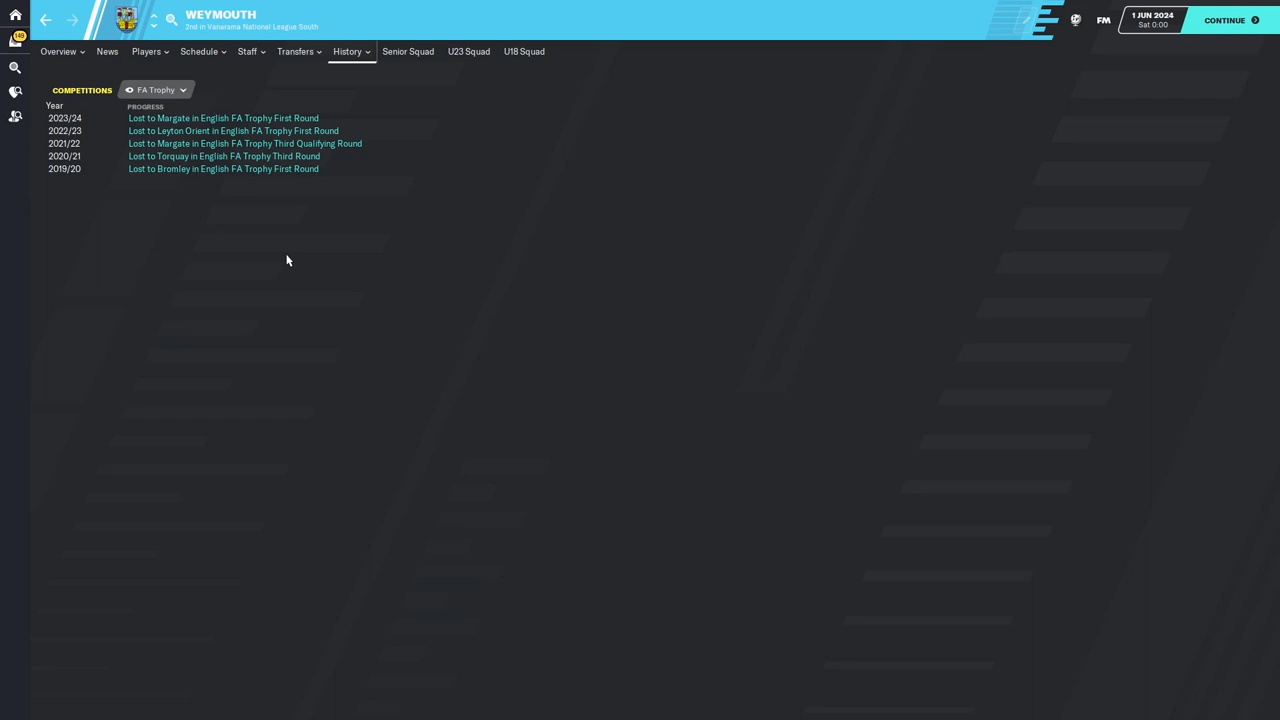 WEYMOUTH
2nd in Vanarama National League South
FM
1 JUN 2024
Sat 0:00
CONTINUE
149
Overview
News
Players
Schedule
Staff
Transfers
History
Senior Squad
U23 Squad
U18 Squad
COMPETITIONS
FA Trophy
Year PROGRESS
2023/24 Lost to Margate in English FA Trophy First Round
2022/23 Lost to Leyton Orient in English FA Trophy First Round
2021/22 Lost to Margate in English FA Trophy Third Qualifying Round
2020/21 Lost to Torquay in English FA Trophy Third Round
2019/20 Lost to Bromley in English FA Trophy First Round